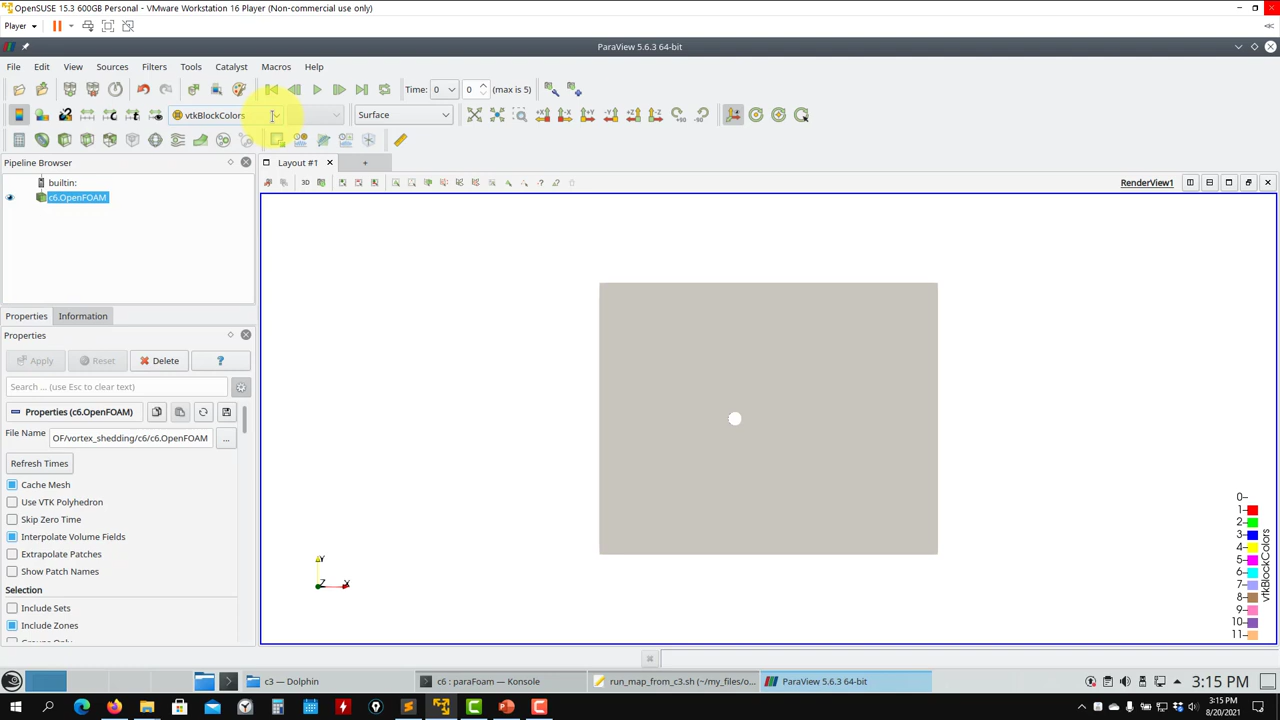 OpenSUSE 15.3 600GB Personal - VMware Workstation 16 Player (Non-commercial use only)
Player
ParaView 5.6.3 64-bit
File Edit View Sources Filters Tools Catalyst Macros Help
Time: 0 0 (max is 5)
vtkBlockColors Surface
+X -X +Y -Y +Z -Z +90 -90
Pipeline Browser
Layout #1 +
builtin:
3D
RenderView1
c6.OpenFOAM
Properties Information
Properties
Apply Reset Delete ?
Search ... (use Esc to clear text)
Properties (c6.OpenFOAM)
File Name OF/vortex_shedding/c6/c6.OpenFOAM ...
Refresh Times
Cache Mesh
Use VTK Polyhedron
Skip Zero Time
Interpolate Volume Fields
Extrapolate Patches
Show Patch Names
Selection
Include Sets
Include Zones
Y
Z X
0
1
2
3
4
5
6
7
8
9
10
11
vtkBlockColors
c3 — Dolphin
c6 : paraFoam — Konsole
run_map_from_c3.sh (~/my_files/o...
ParaView 5.6.3 64-bit
3:15 PM
3:15 PM
8/20/2021